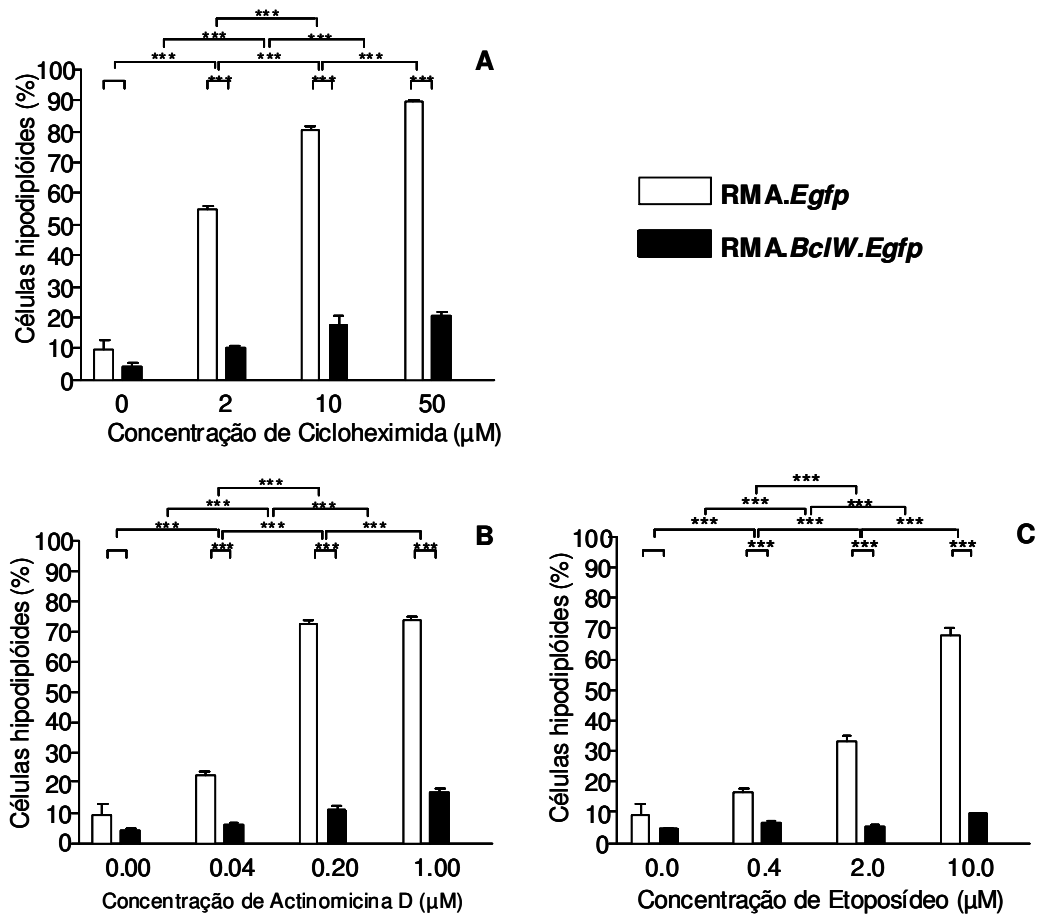 ***
*** ***
*** *** ***
A
*** *** ***
Células hipodiplóides (%)
100
90
80
70
60
50
40
30
20
10
0
0 2 10 50
Concentração de Cicloheximida (µM)
RMA.Egfp
RMA.BclW.Egfp
***
*** ***
*** *** ***
B
*** *** ***
Células hipodiplóides (%)
100
90
80
70
60
50
40
30
20
10
0
0.00 0.04 0.20 1.00
Concentração de Actinomicina D (µM)
***
*** ***
*** *** ***
C
*** *** ***
Células hipodiplóides (%)
100
90
80
70
60
50
40
30
20
10
0
0.0 0.4 2.0 10.0
Concentração de Etoposídeo (µM)